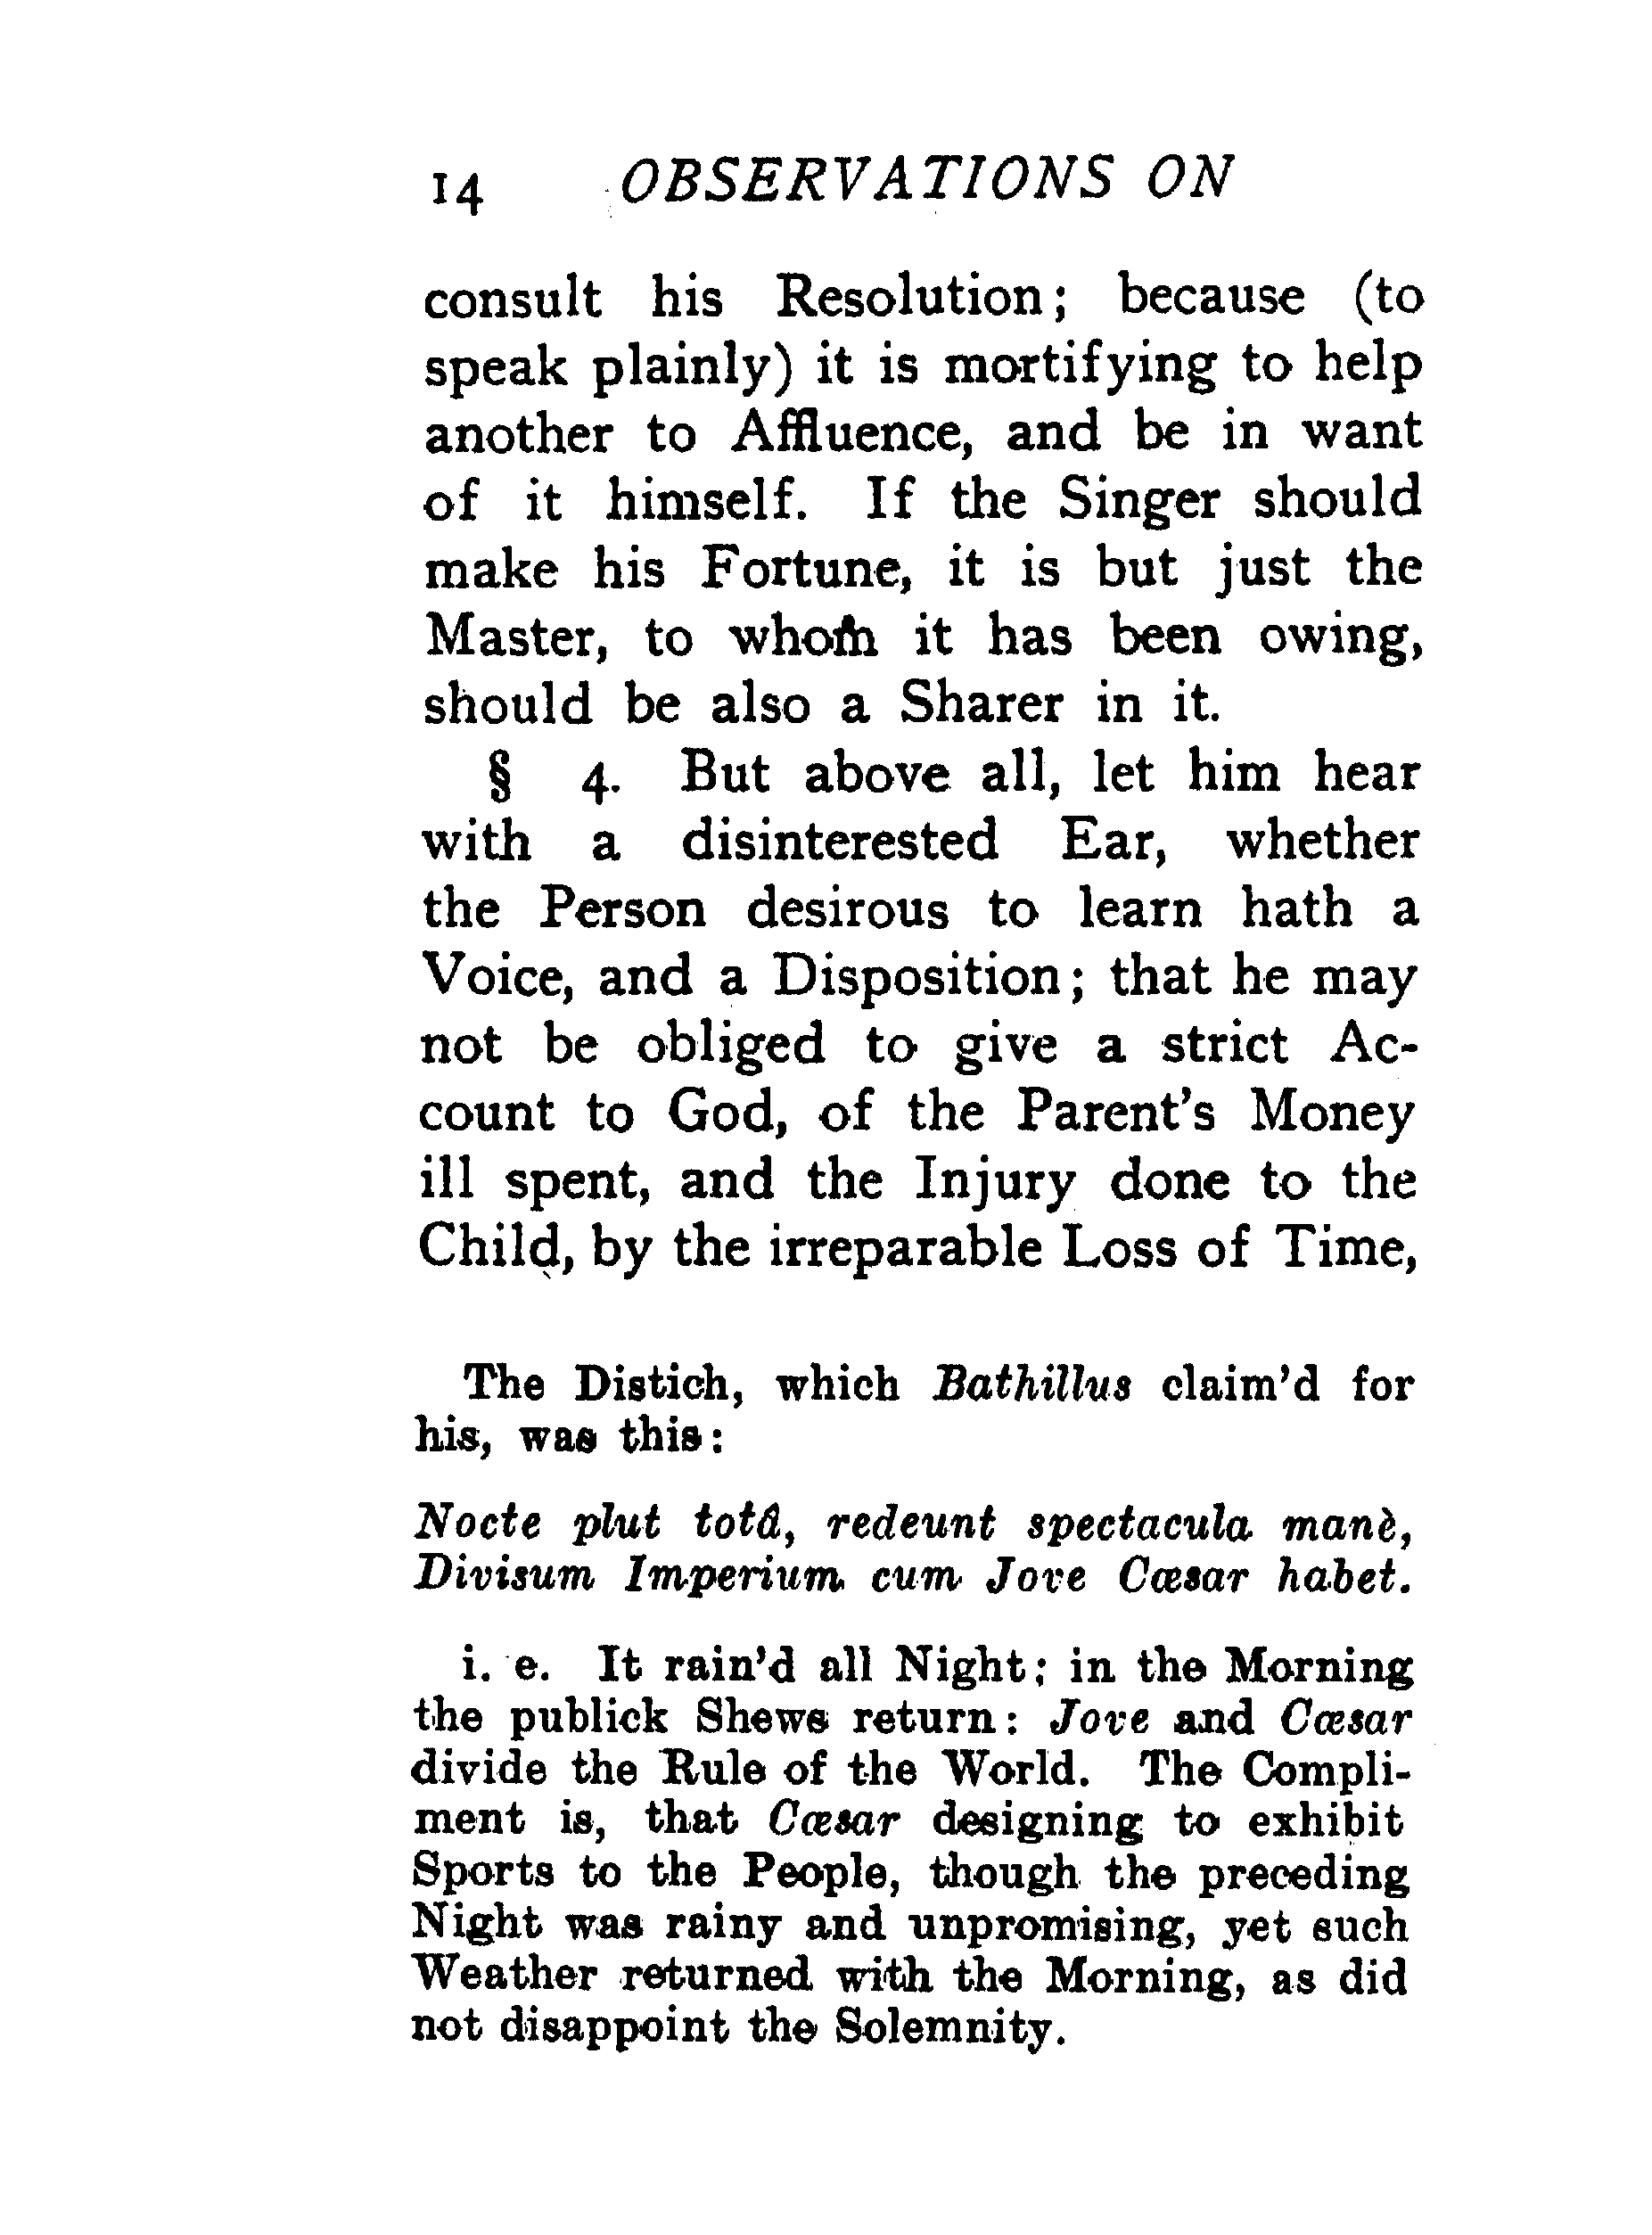 14 OBSERVATIONS ON
consult his Resolution; because (to
speak plainly) it is mortifying to help
another to Affluence, and be in want
of it himself. If the Singer should
make his Fortune, it is but just the
Master, to whom it has been owing,
should be also a Sharer in it.
§ 4. But above all, let him hear
with a disinterested Ear, whether
the Person desirous to learn hath a
Voice, and a Disposition; that he may
not be obliged to give a strict Ac-
count to God, of the Parent's Money
ill spent, and the Injury done to the
Child, by the irreparable Loss of Time,
The Distich, which Bathillus claim'd for
his, was this:
Nocte plut totâ, redeunt spectacula manè,
Divisum Imperium cum Jove Cæsar habet.
i. e. It rain'd all Night; in the Morning
the publick Shews return: Jove and Cæsar
divide the Rule of the World. The Compli-
ment is, that Cæsar designing to exhibit
Sports to the People, though the preceding
Night was rainy and unpromising, yet such
Weather returned with the Morning, as did
not disappoint the Solemnity.